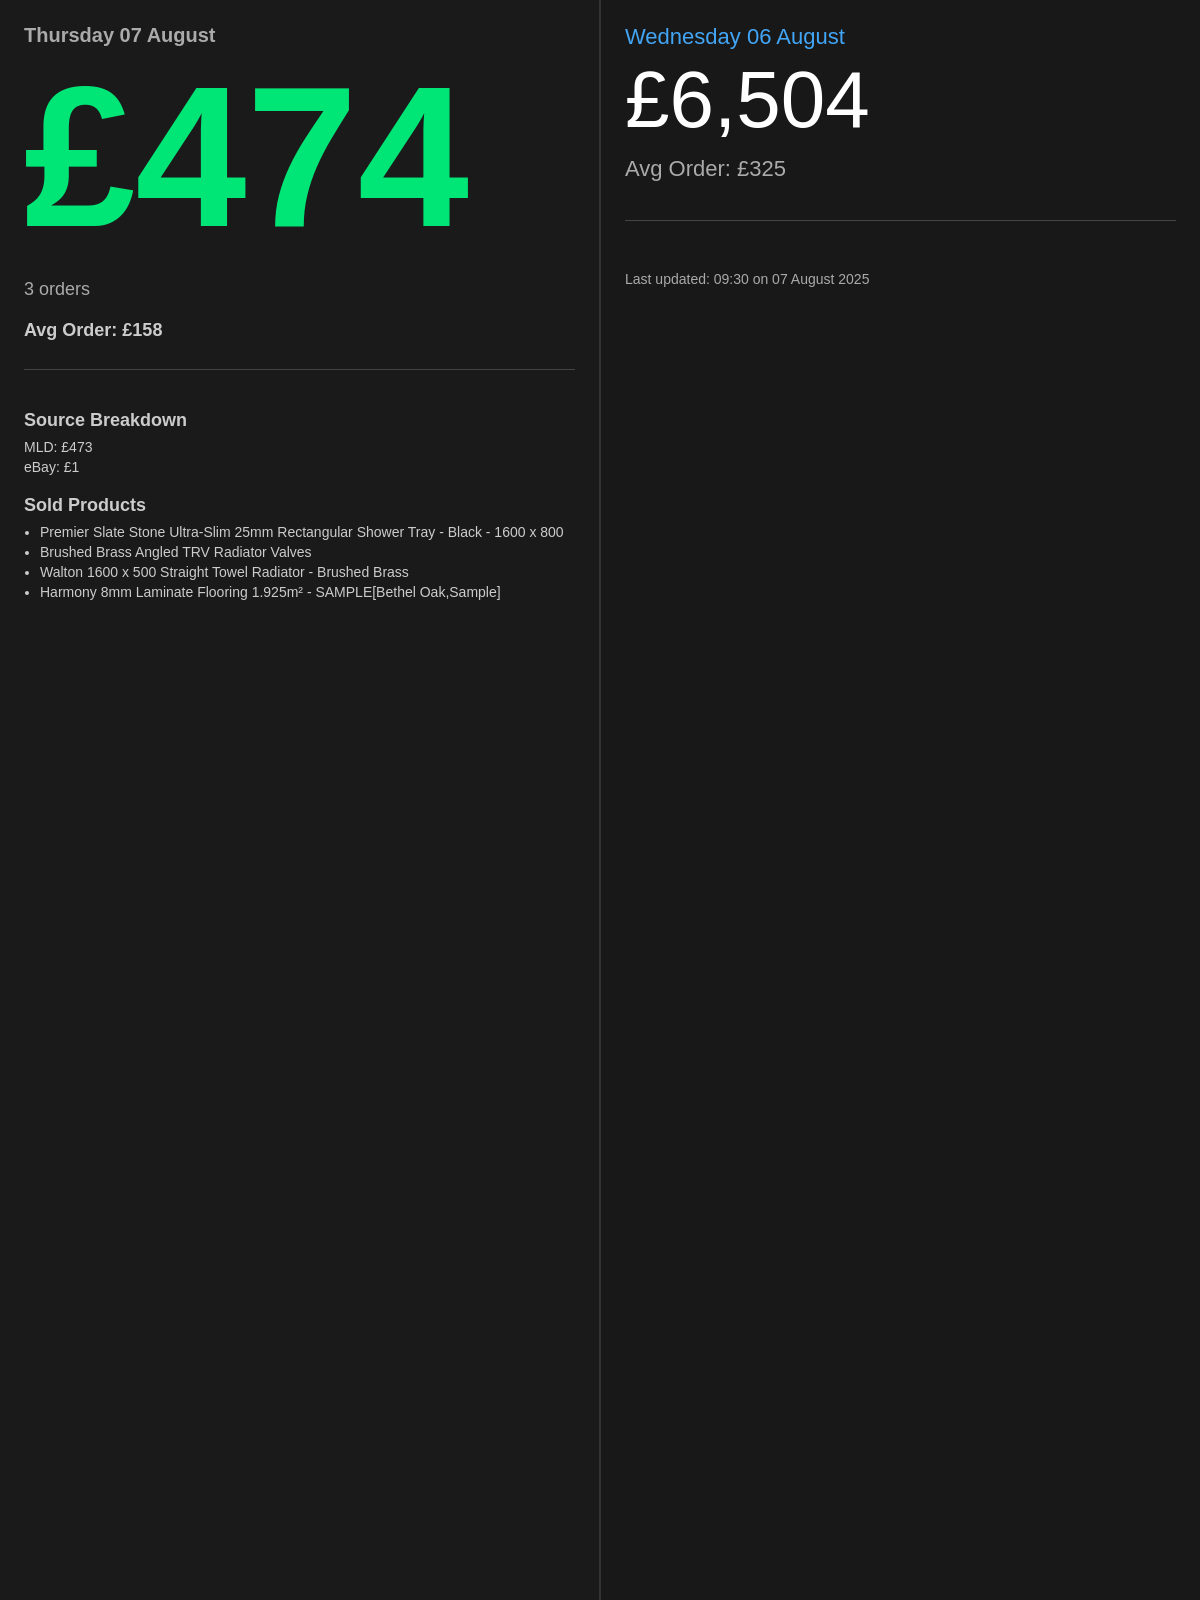 Thursday 07 August
£474
3 orders
Avg Order: £158
Source Breakdown
MLD: £473
eBay: £1
Sold Products
• Premier Slate Stone Ultra-Slim 25mm Rectangular Shower Tray - Black - 1600 x 800
• Brushed Brass Angled TRV Radiator Valves
• Walton 1600 x 500 Straight Towel Radiator - Brushed Brass
• Harmony 8mm Laminate Flooring 1.925m² - SAMPLE[Bethel Oak,Sample]
Wednesday 06 August
£6,504
Avg Order: £325
Last updated: 09:30 on 07 August 2025